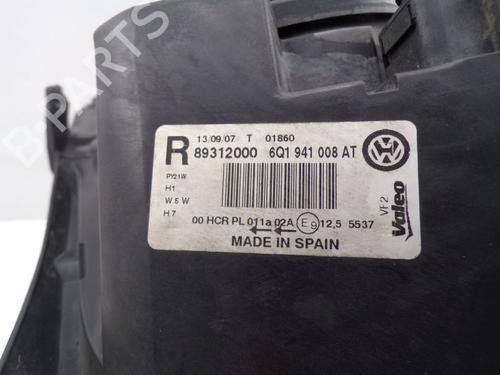 13/09/07 T 01860
R 89312000 6Q1 941 008 AT
PY21W
H1
W5W
H7
00 HCR PL 011a 02A E9 12,5 5537
MADE IN SPAIN
VF2
Valeo
B-PARTS